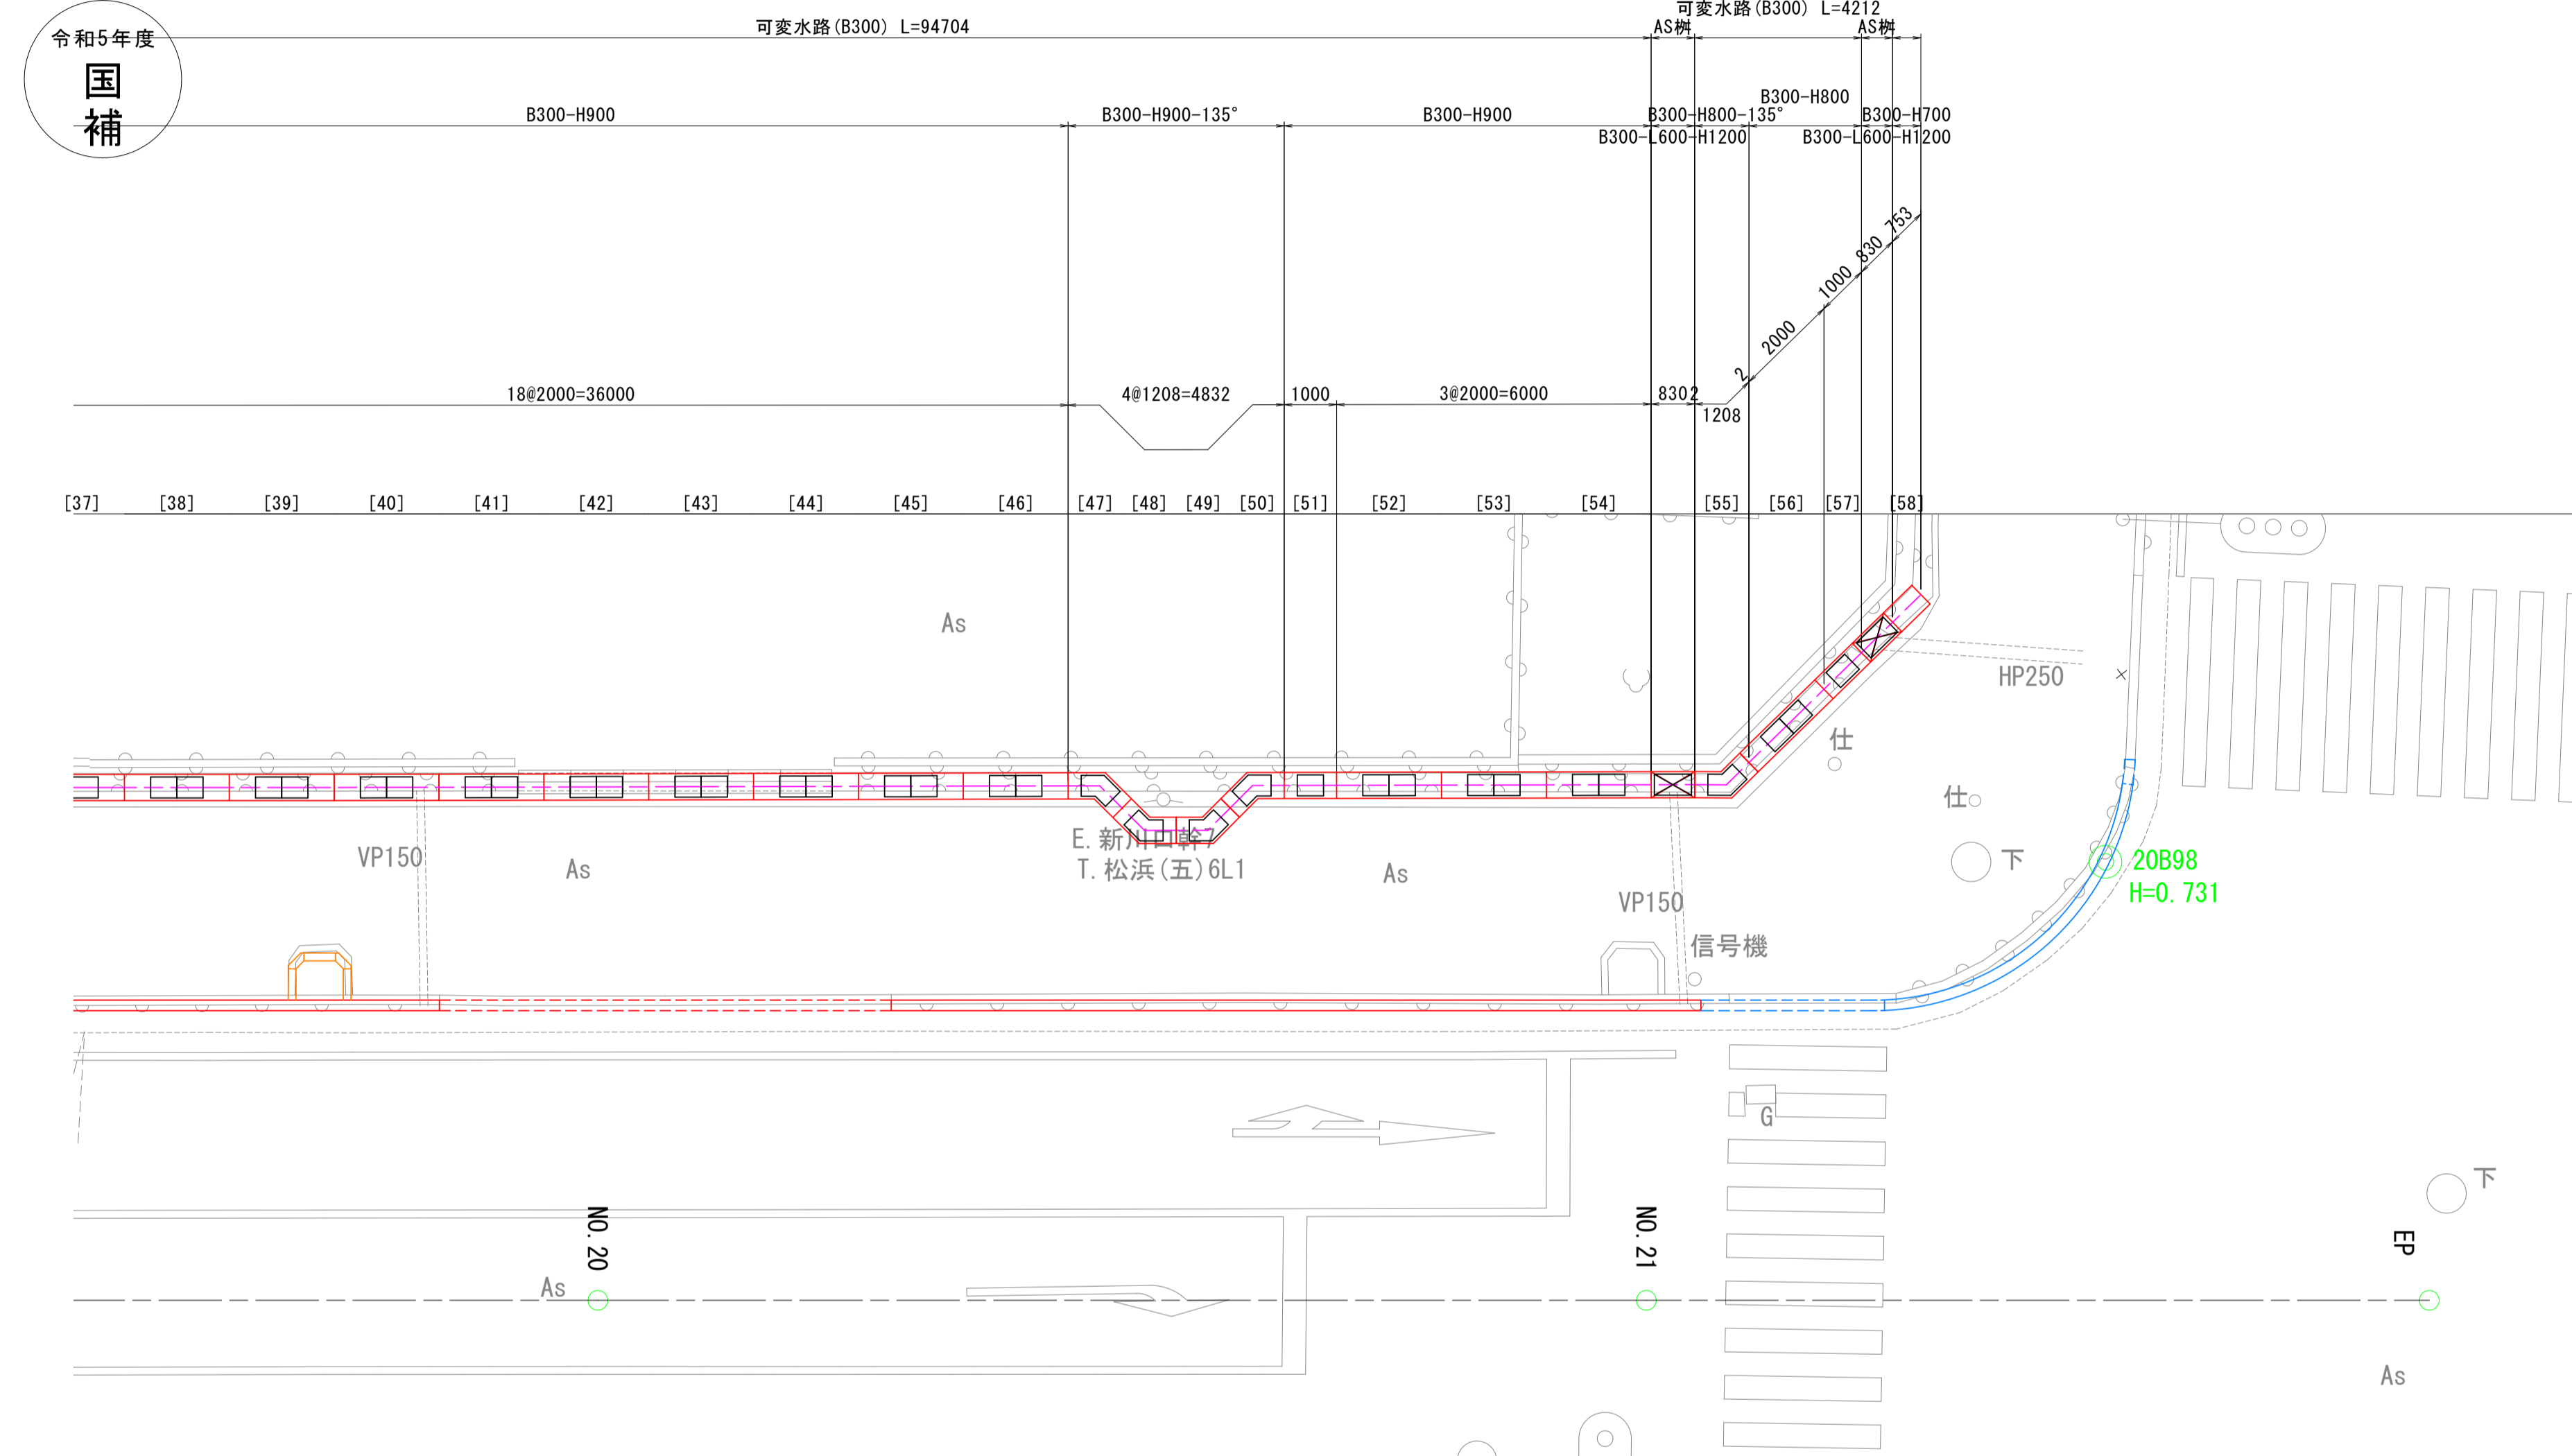 令和5年度
国
補
可変水路(B300) L=94704
可変水路(B300) L=4212
AS桝
AS桝
B300-H900
B300-H900-135°
B300-H900
B300-H800-135°
B300-H800
B300-H700
B300-L600-H1200
B300-L600-H1200
753
830
1000
2000
2
18@2000=36000
4@1208=4832
1000
3@2000=6000
830
2
1208
[37]
[38]
[39]
[40]
[41]
[42]
[43]
[44]
[45]
[46]
[47]
[48]
[49]
[50]
[51]
[52]
[53]
[54]
[55]
[56]
[57]
[58]
As
HP250
仕
仕
E.新川口幹7
T.松浜(五)6L1
VP150
As
As
VP150
下
20B98
H=0.731
信号機
G
下
NO.20
NO.21
EP
As
As